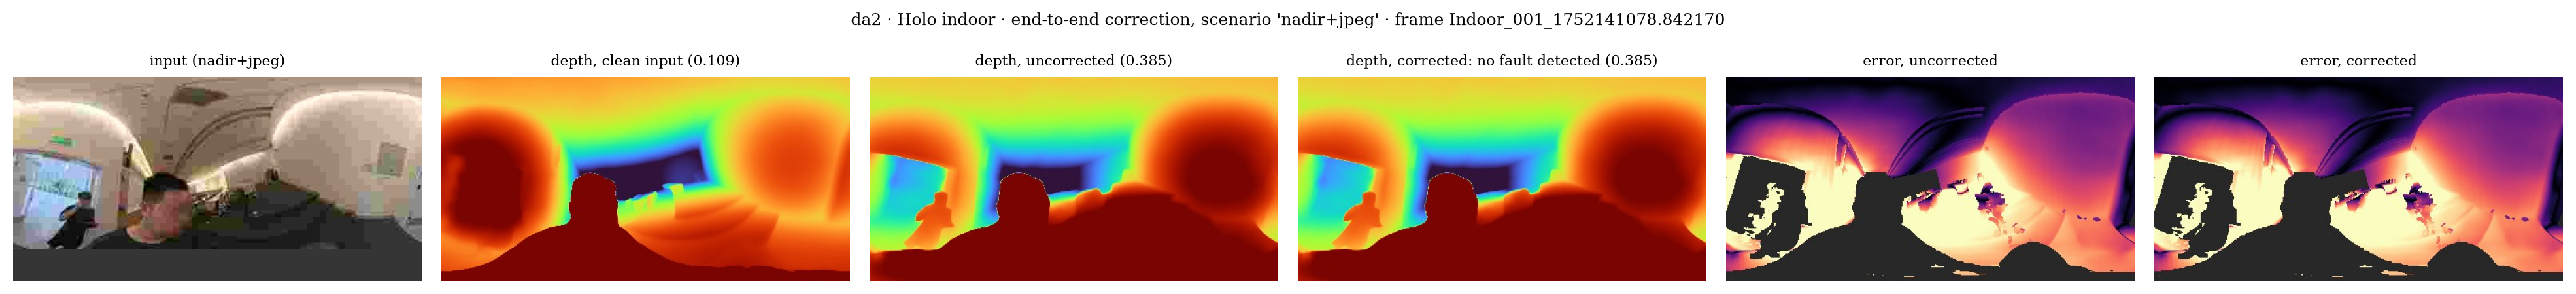 da2 · Holo indoor · end-to-end correction, scenario 'nadir+jpeg' · frame Indoor_001_1752141078.842170
input (nadir+jpeg)
depth, clean input (0.109)
depth, uncorrected (0.385)
depth, corrected: no fault detected (0.385)
error, uncorrected
error, corrected